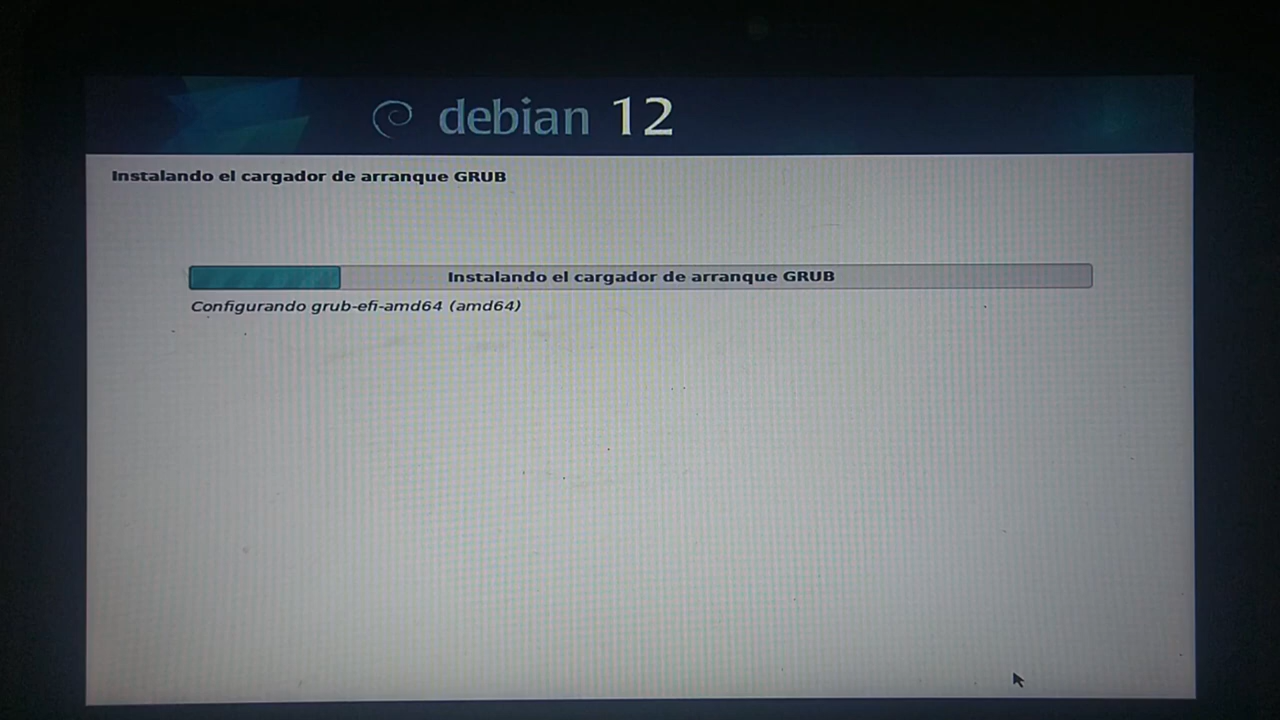 debian 12
Instalando el cargador de arranque GRUB
Instalando el cargador de arranque GRUB
Configurando grub-efi-amd64 (amd64)